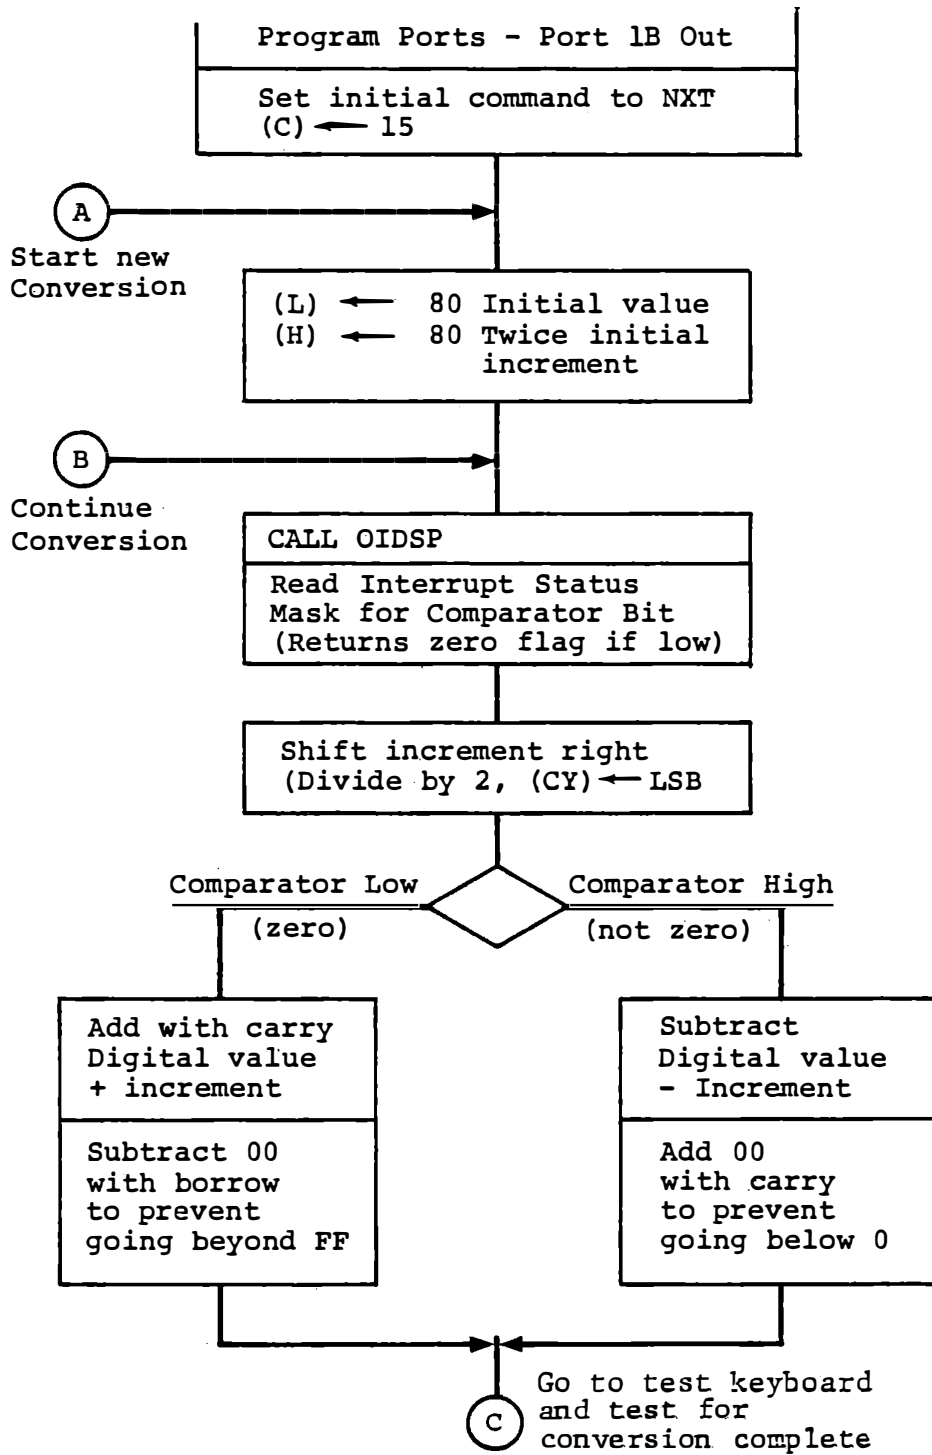 Program Ports - Port 1B Out
Set initial command to NXT
(C) ← 15
A
Start new
Conversion
(L) ← 80 Initial value
(H) ← 80 Twice initial
increment
B
Continue
Conversion
CALL OIDSP
Read Interrupt Status
Mask for Comparator Bit
(Returns zero flag if low)
Shift increment right
(Divide by 2, (CY) ← LSB
Comparator Low
(zero)
Comparator High
(not zero)
Add with carry
Digital value
+ increment
Subtract 00
with borrow
to prevent
going beyond FF
Subtract
Digital value
- Increment
Add 00
with carry
to prevent
going below 0
C
Go to test keyboard
and test for
conversion complete